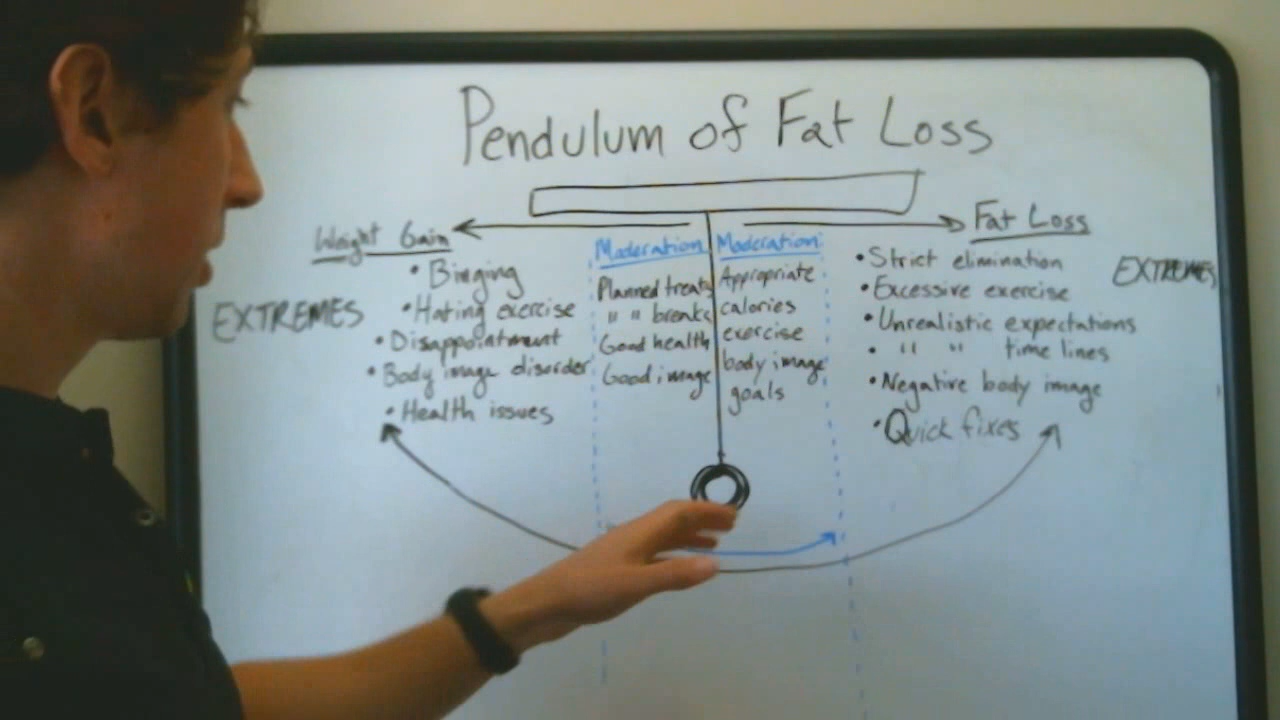 Pendulum of Fat Loss
Weight Gain
EXTREMES
• Binging
• Hating exercise
• Disappointment
• Body image disorder
• Health issues
Moderation
Planned treats
" " breaks
Good health
Good image
Moderation
Appropriate
calories
exercise
body image
goals
Fat Loss
• Strict elimination
• Excessive exercise
• Unrealistic expectations
• " " time lines
• Negative body image
• Quick fixes
EXTREMES